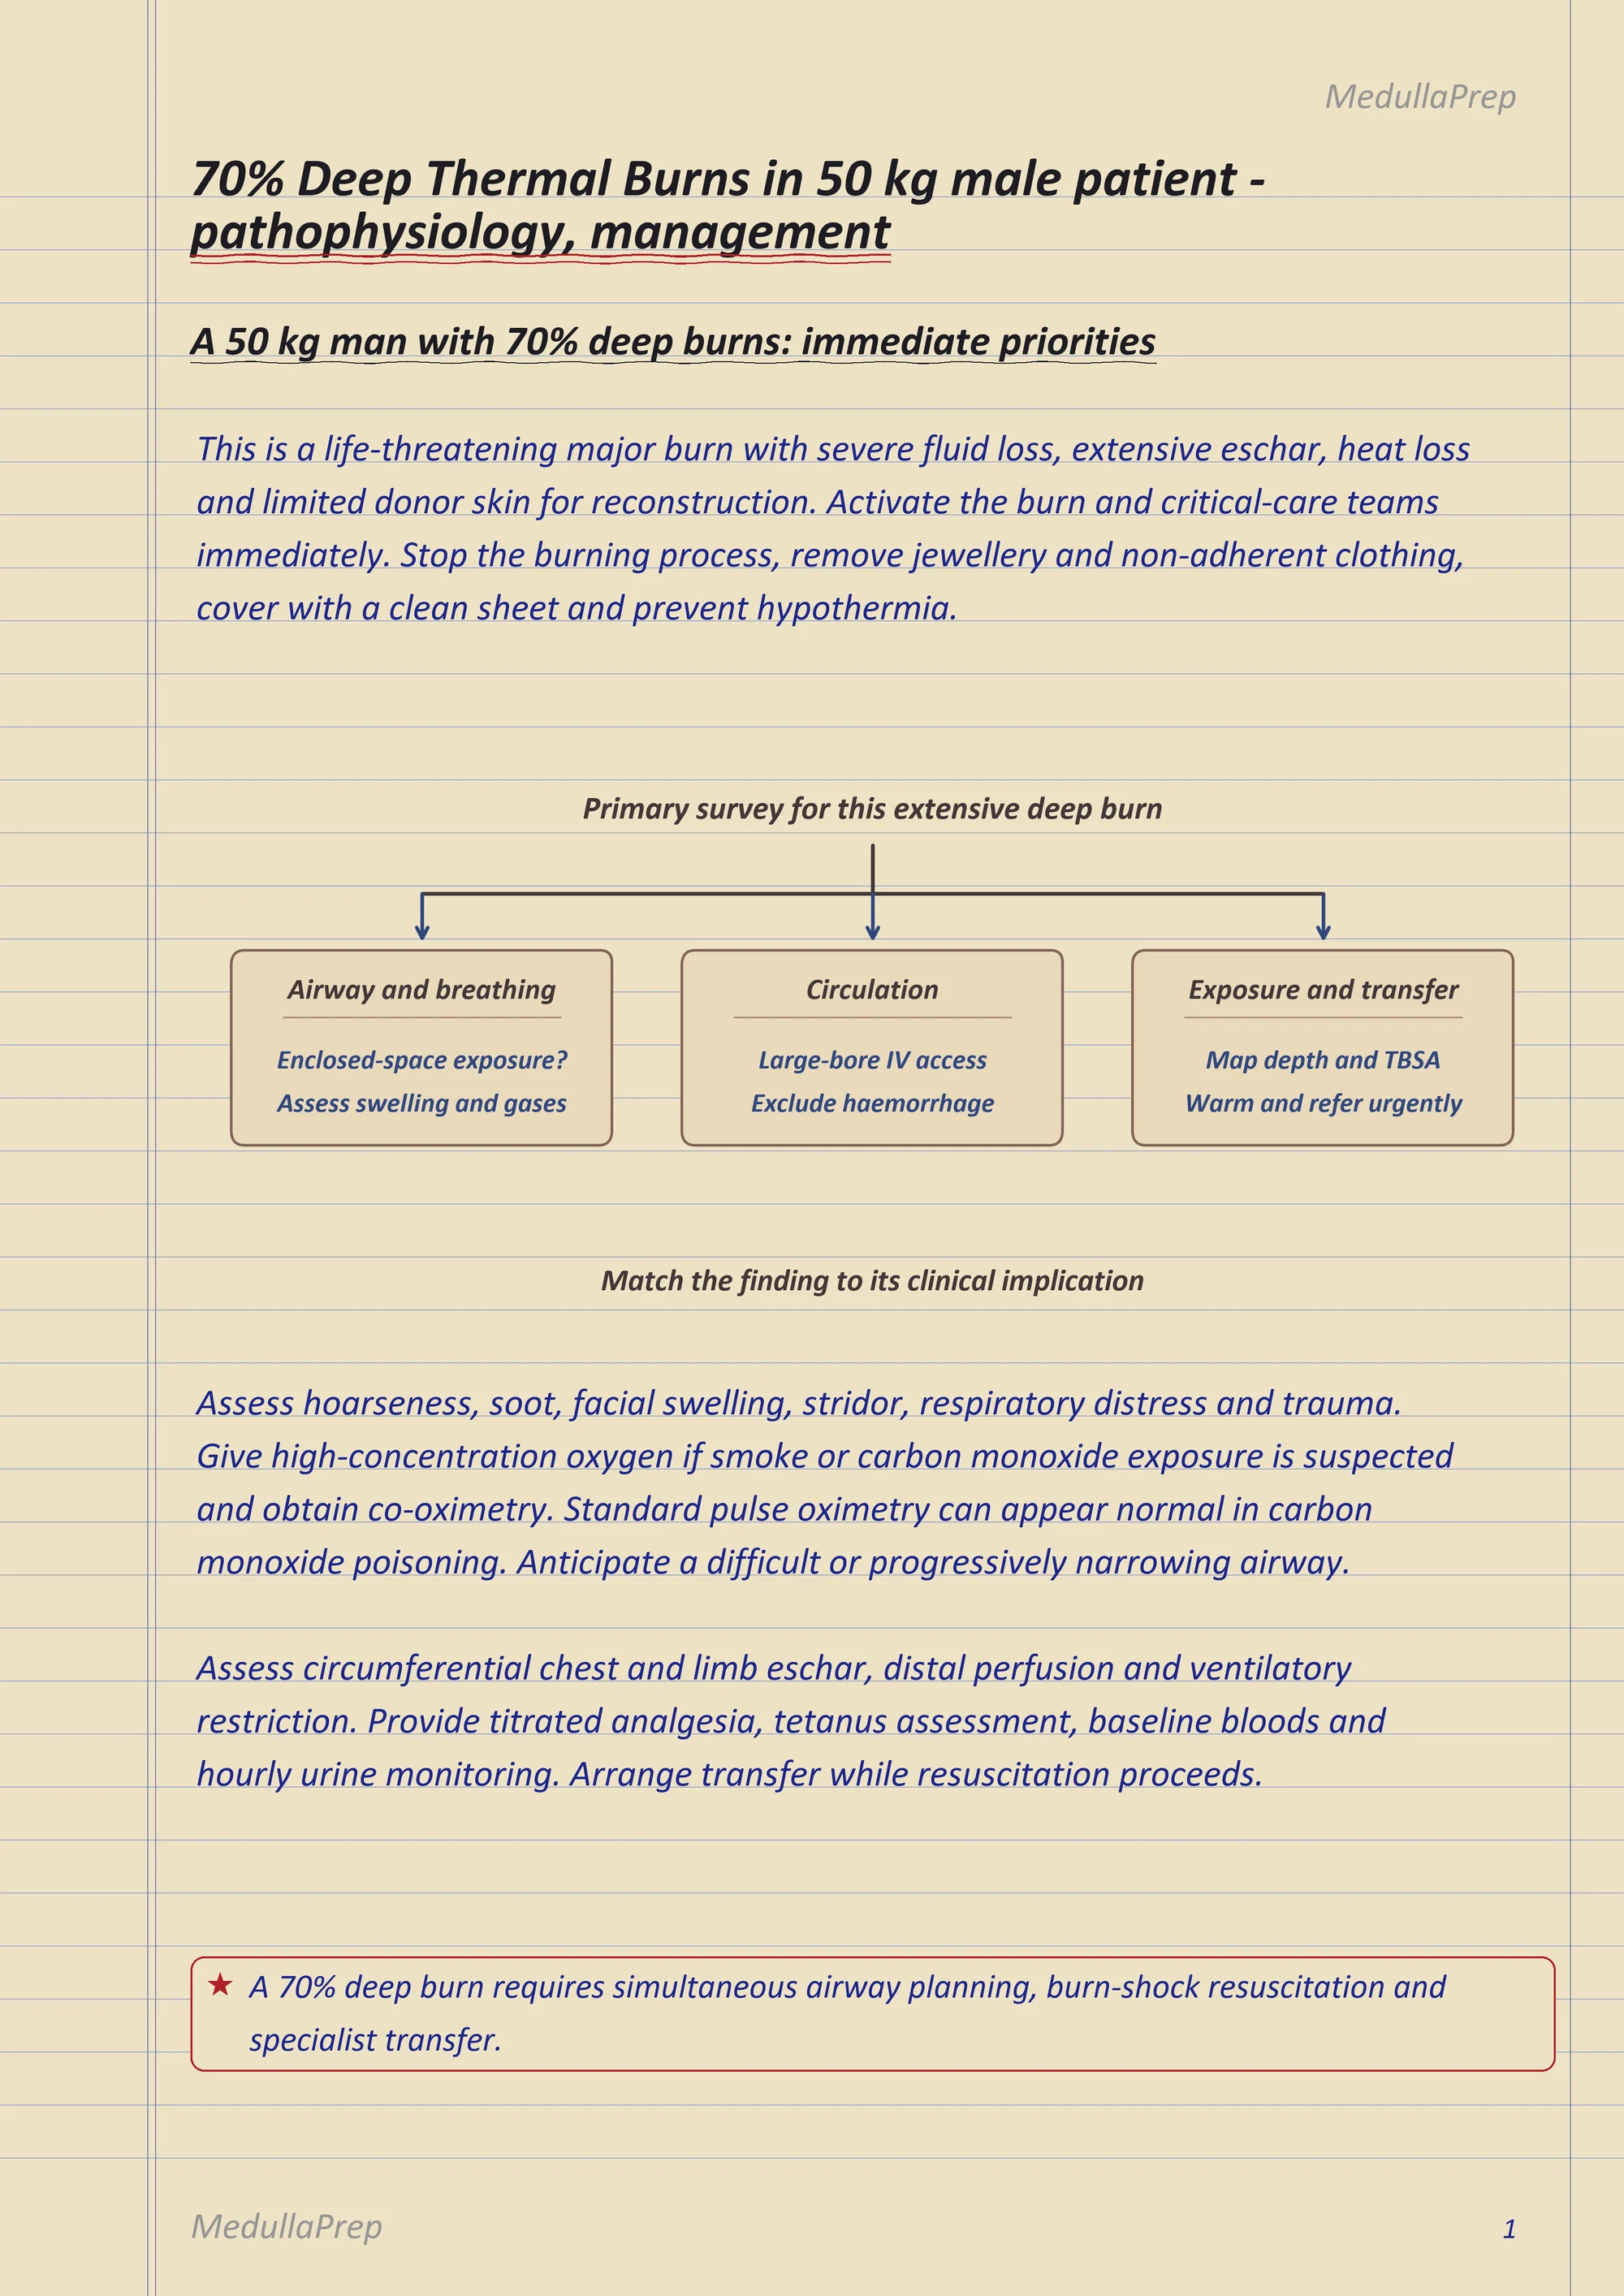 MedullaPrep
70% Deep Thermal Burns in 50 kg male patient -
pathophysiology, management
A 50 kg man with 70% deep burns: immediate priorities
This is a life-threatening major burn with severe fluid loss, extensive eschar, heat loss
and limited donor skin for reconstruction. Activate the burn and critical-care teams
immediately. Stop the burning process, remove jewellery and non-adherent clothing,
cover with a clean sheet and prevent hypothermia.
Primary survey for this extensive deep burn
Airway and breathing
Enclosed-space exposure?
Assess swelling and gases
Circulation
Large-bore IV access
Exclude haemorrhage
Exposure and transfer
Map depth and TBSA
Warm and refer urgently
Match the finding to its clinical implication
Assess hoarseness, soot, facial swelling, stridor, respiratory distress and trauma.
Give high-concentration oxygen if smoke or carbon monoxide exposure is suspected
and obtain co-oximetry. Standard pulse oximetry can appear normal in carbon
monoxide poisoning. Anticipate a difficult or progressively narrowing airway.
Assess circumferential chest and limb eschar, distal perfusion and ventilatory
restriction. Provide titrated analgesia, tetanus assessment, baseline bloods and
hourly urine monitoring. Arrange transfer while resuscitation proceeds.
★ A 70% deep burn requires simultaneous airway planning, burn-shock resuscitation and
specialist transfer.
MedullaPrep
1